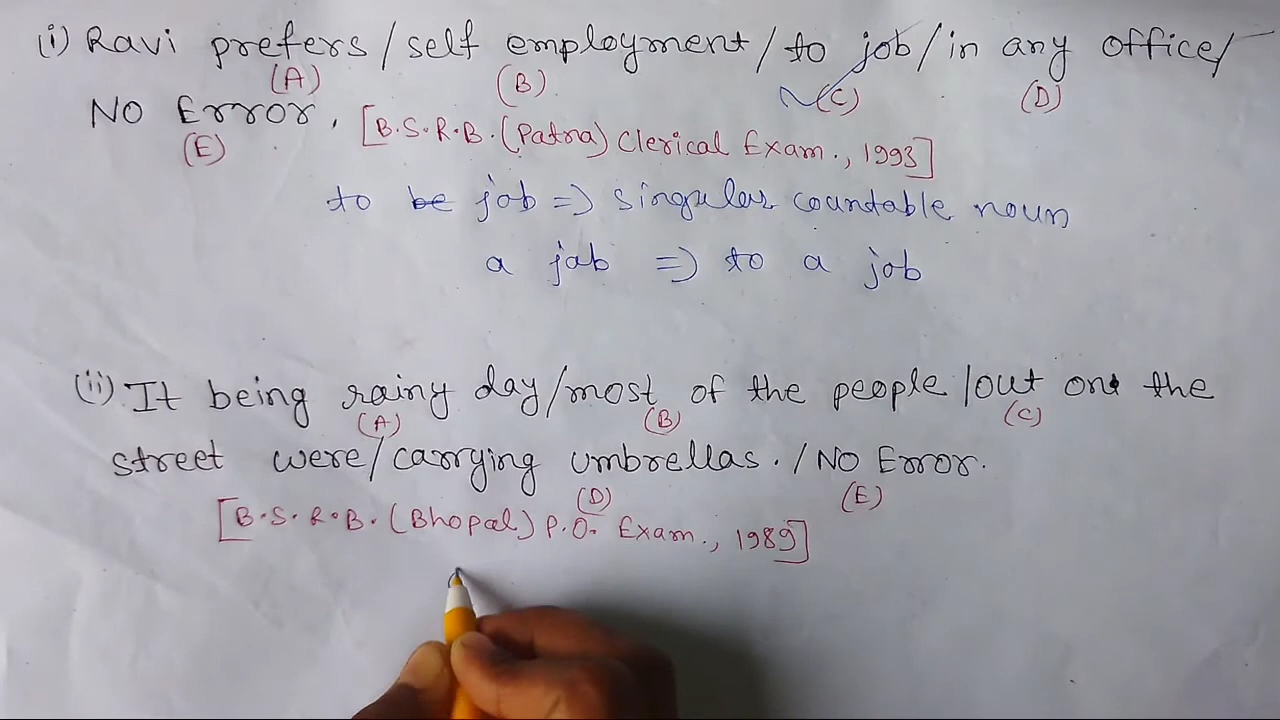 (i) Ravi prefers/self employment/to job/in any office/
(A) (B) (C) (D)
NO Error. [B.S.R.B. (Patna) Clerical Exam., 1993]
(E)
to be job => singular countable noun
a job => to a job
(ii) It being rainy day/most of the people/out on the
(A) (B) (C)
street were/carrying umbrellas./NO Error.
(D) (E)
[B.S.R.B. (Bhopal) P.O. Exam., 1989]